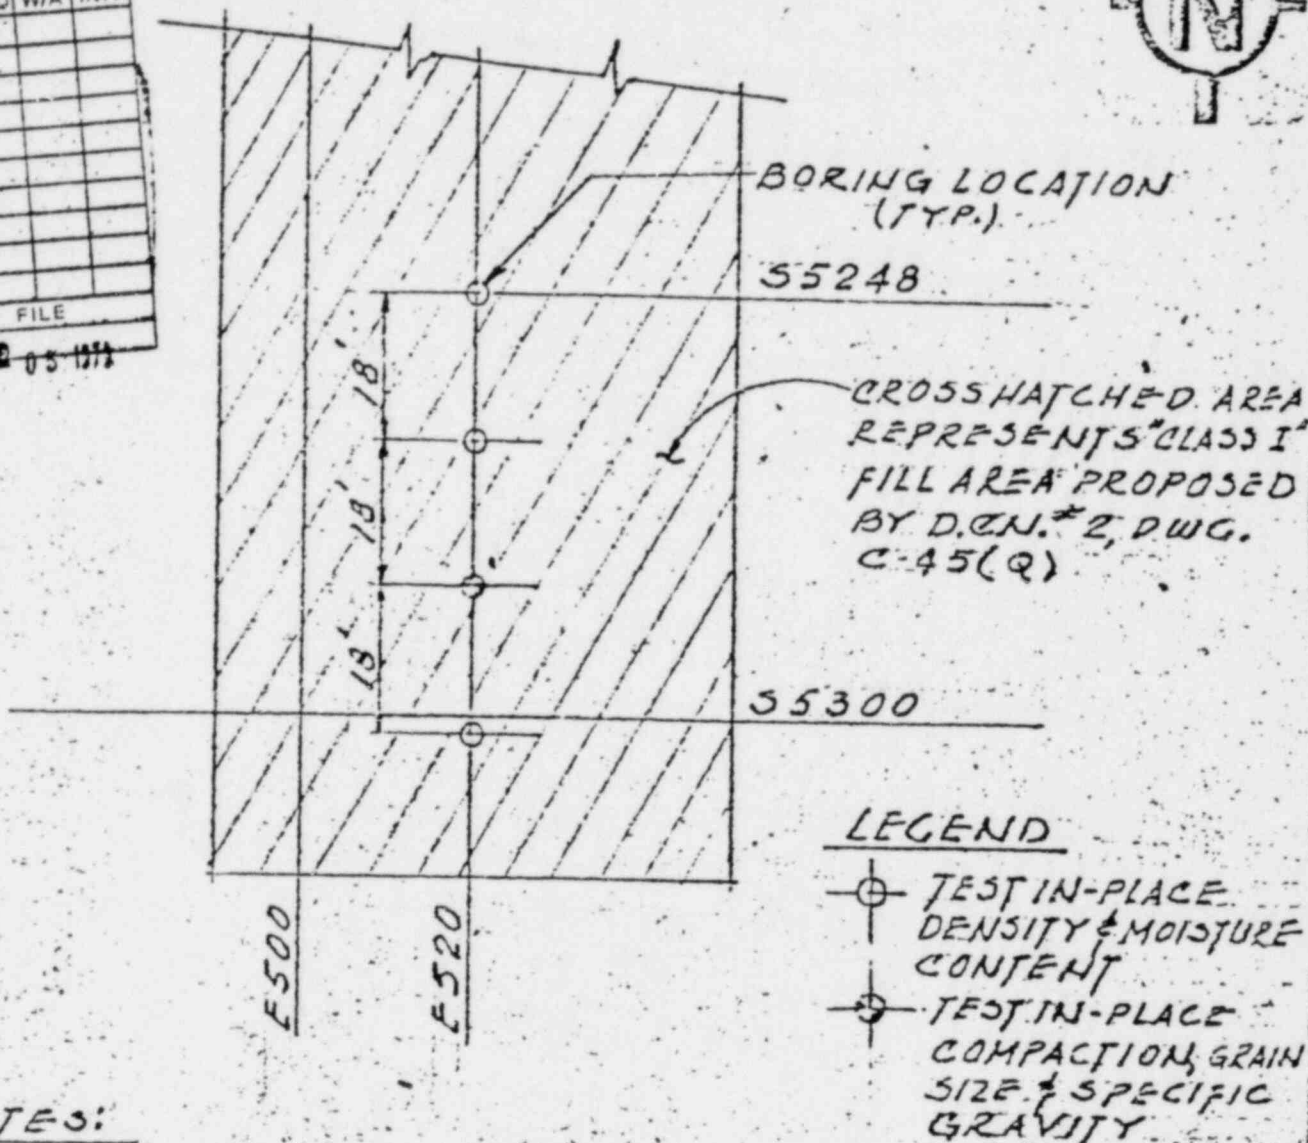 W/A
N
FILE
05 1973
BORING LOCATION
(TYP.)
S5248
18'
CROSSHATCHED AREA
REPRESENTS "CLASS I"
FILL AREA PROPOSED
BY D.C.N. #2, DWG.
C-45(Q)
18'
18'
S5300
E500
E520
LEGEND
TEST IN-PLACE
DENSITY & MOISTURE
CONTENT
TEST IN-PLACE
COMPACTION, GRAIN
SIZE & SPECIFIC
GRAVITY
TES: